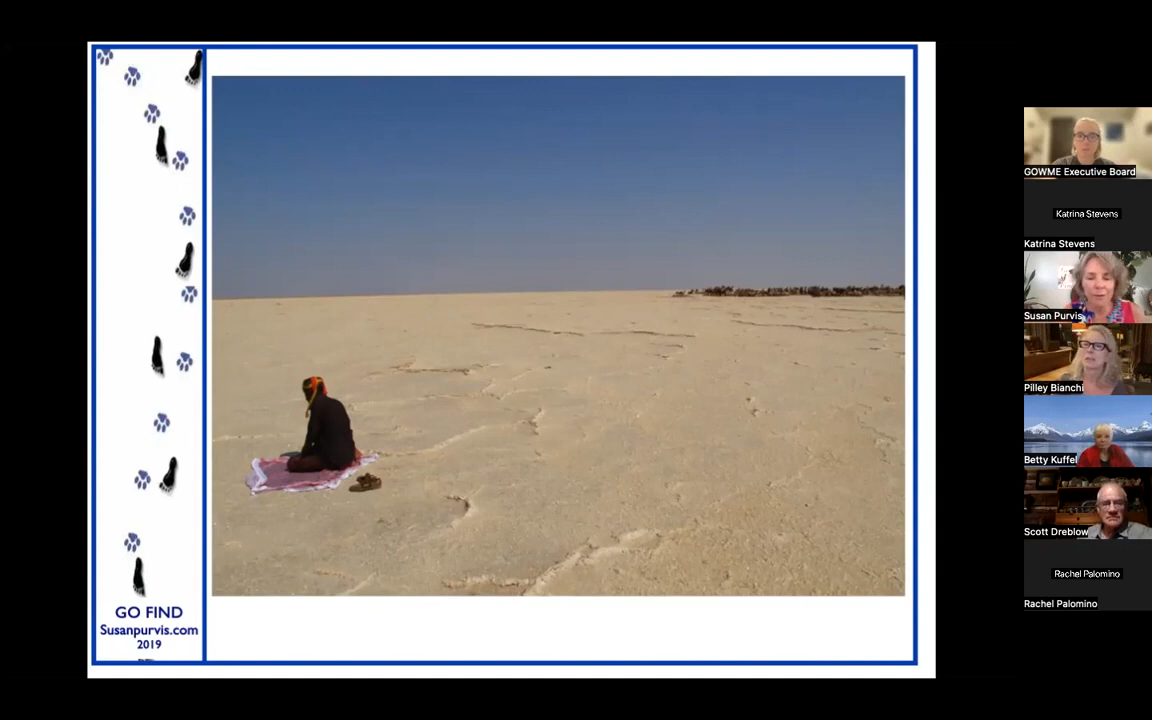 GO FIND
Susanpurvis.com
2019
GOWME Executive Board
Katrina Stevens
Katrina Stevens
Susan Purvis
Pilley Bianchi
Betty Kuffel
Scott Dreblow
Rachel Palomino
Rachel Palomino